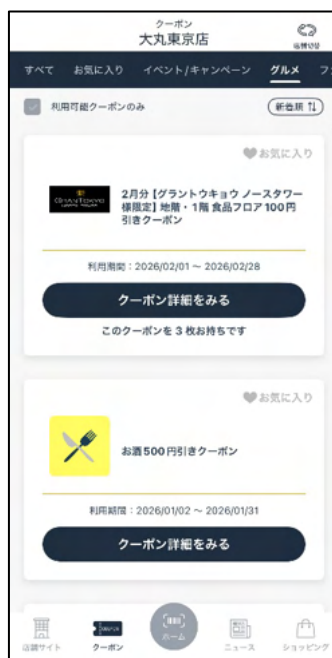 クーポン
大丸東京店
店舗切替
すべて お気に入り イベント/キャンペーン グルメ フ
利用可能クーポンのみ
新着順
お気に入り
GRANTOKYO
2月分【グラントウキョウ ノースタワー
様限定】地階・1階 食品フロア100円
引きクーポン
利用期間:2026/02/01 ~ 2026/02/28
クーポン詳細をみる
このクーポンを 3 枚お持ちです
お気に入り
お酒500円引きクーポン
利用期間:2026/01/02 ~ 2026/01/31
クーポン詳細をみる
店舗サイト クーポン ホーム ニュース ショッピング